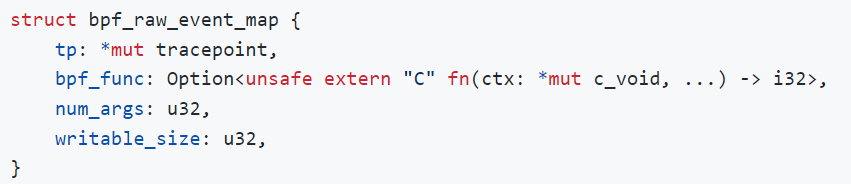 struct bpf_raw_event_map {
    tp: *mut tracepoint,
    bpf_func: Option<unsafe extern "C" fn(ctx: *mut c_void, ...) -> i32>,
    num_args: u32,
    writable_size: u32,
}